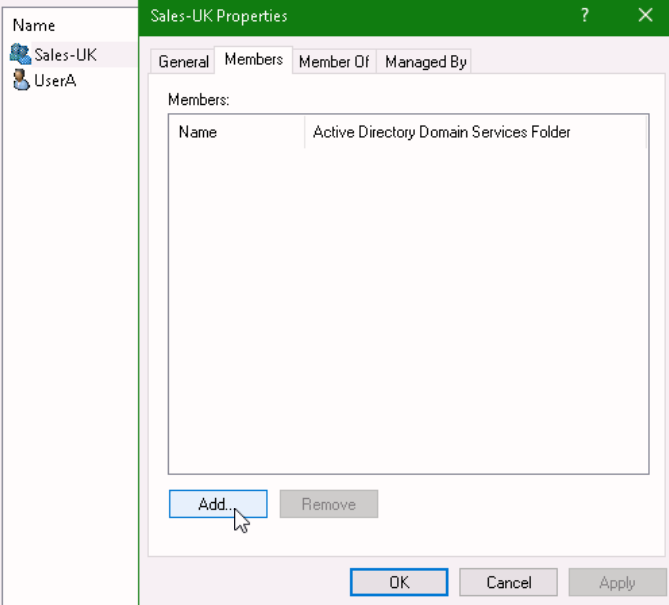 Name
Sales-UK
UserA
Sales-UK Properties
General Members Member Of Managed By
Members:
Name Active Directory Domain Services Folder
Add... Remove
OK Cancel Apply